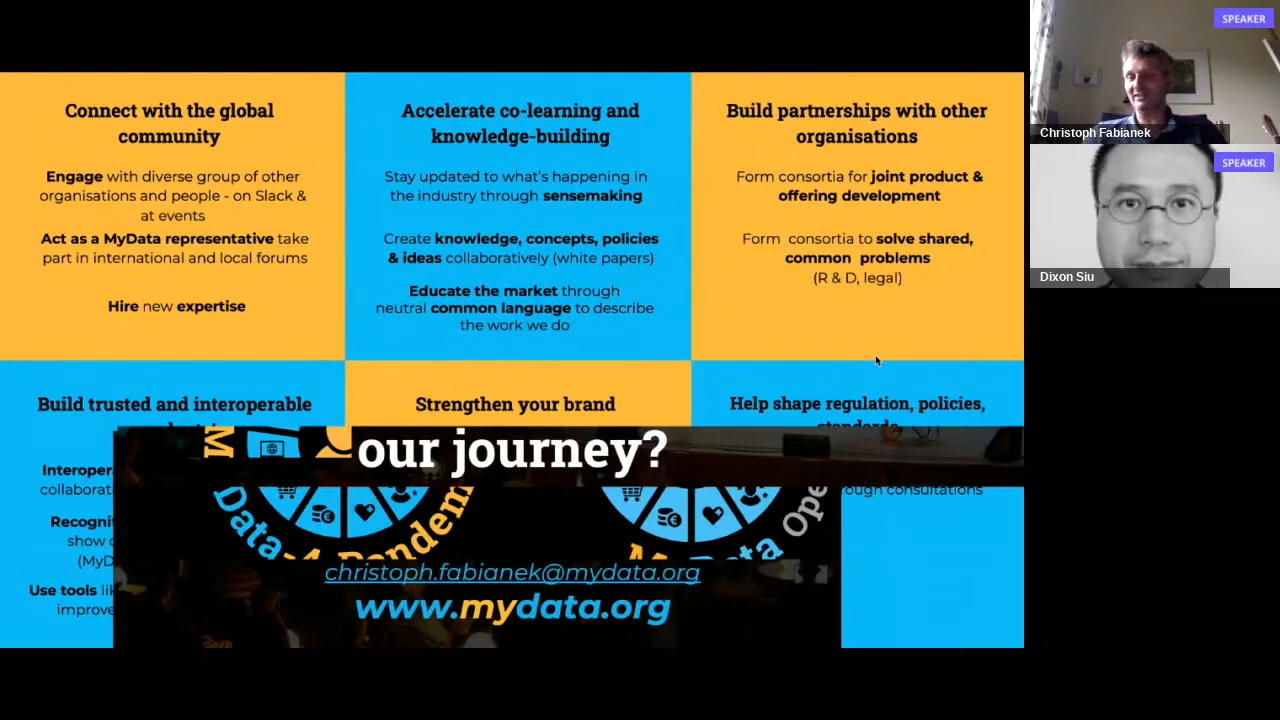 Connect with the global
community
Engage with diverse group of other
organisations and people - on Slack &
at events
Act as a MyData representative take
part in international and local forums
Hire new expertise
Accelerate co-learning and
knowledge-building
Stay updated to what's happening in
the industry through sensemaking
Create knowledge, concepts, policies
& ideas collaboratively (white papers)
Educate the market through
neutral common language to describe
the work we do
Build partnerships with other
organisations
Form consortia for joint product &
offering development
Form consortia to solve shared,
common problems
(R & D, legal)
Build trusted and interoperable
Strengthen your brand
Help shape regulation, policies,
standards
through consultations
Use tools
improve
show
our journey?
Data
christoph.fabianek@mydata.org
www.mydata.org
SPEAKER
Christoph Fabianek
SPEAKER
Dixon Siu